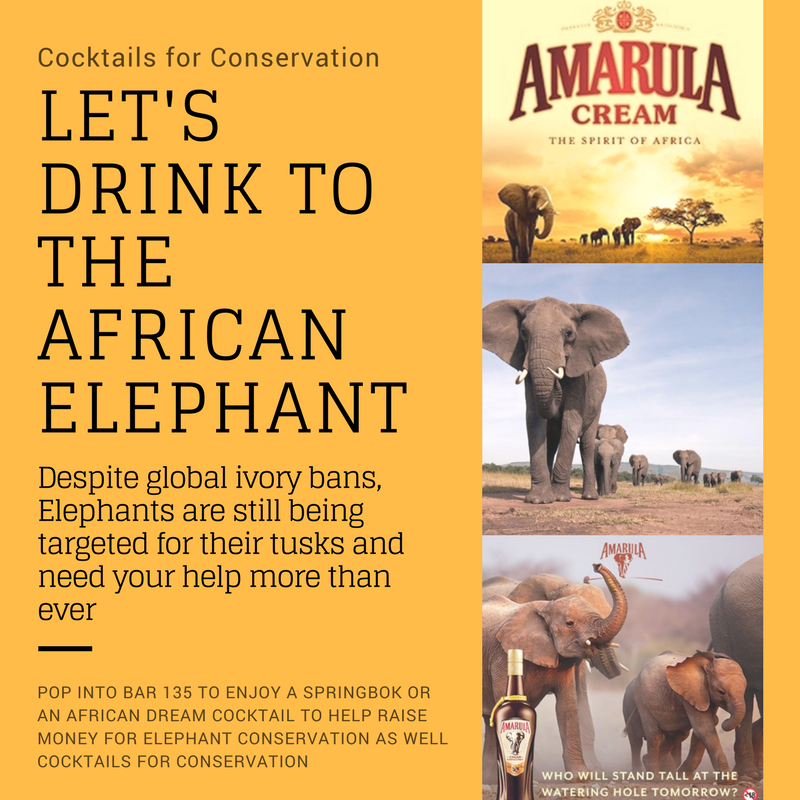 Cocktails for Conservation
LET'S
DRINK TO
THE
AFRICAN
ELEPHANT
Despite global ivory bans,
Elephants are still being
targeted for their tusks and
need your help more than
ever
POP INTO BAR 135 TO ENJOY A SPRINGBOK OR
AN AFRICAN DREAM COCKTAIL TO HELP RAISE
MONEY FOR ELEPHANT CONSERVATION AS WELL
COCKTAILS FOR CONSERVATION
AMARULA
CREAM
THE SPIRIT OF AFRICA
AMARULA
AMARULA
WHO WILL STAND TALL AT THE
WATERING HOLE TOMORROW?
18